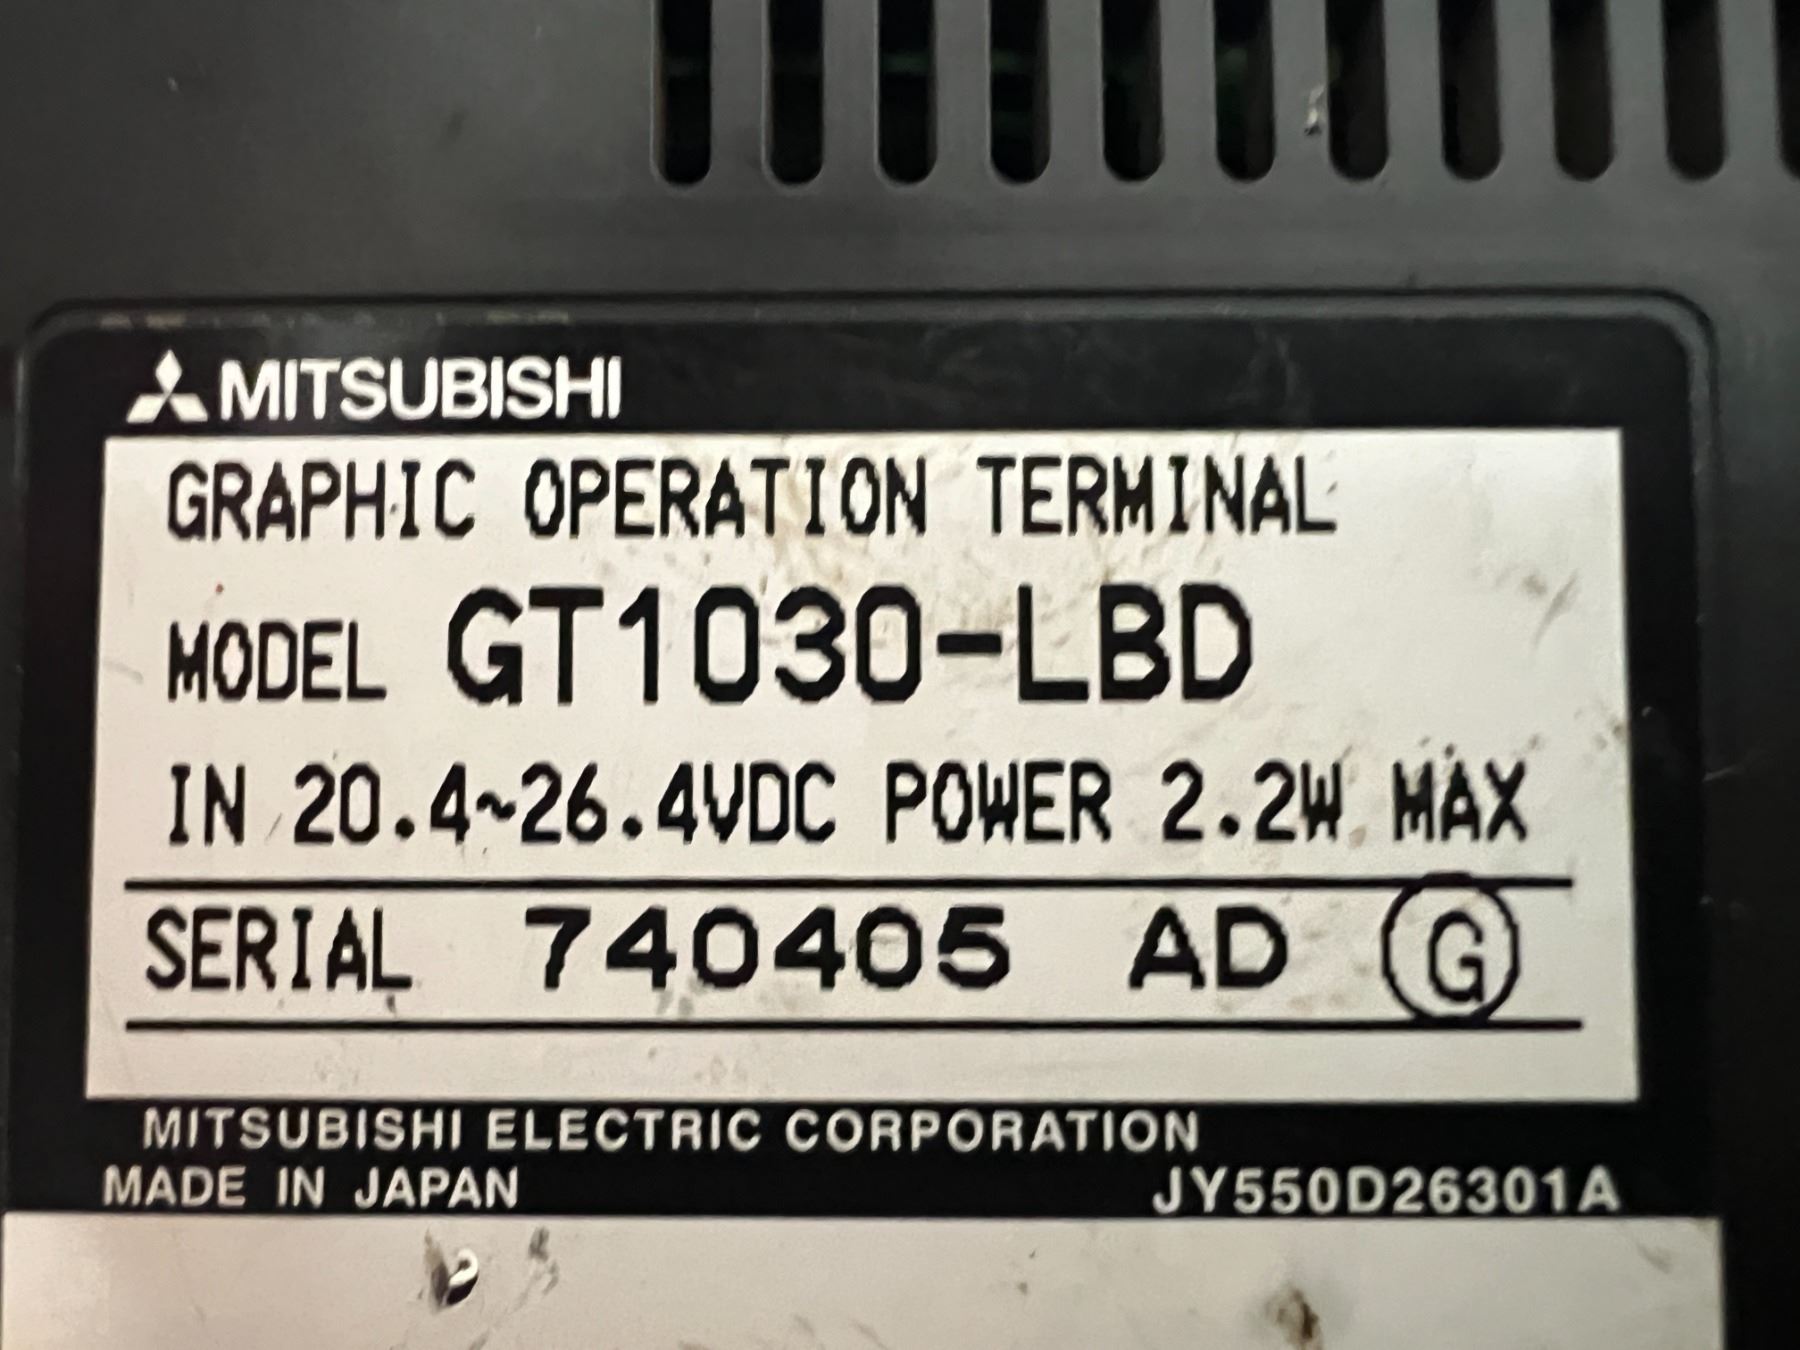 MITSUBISHI
GRAPHIC OPERATION TERMINAL
MODEL GT1030-LBD
IN 20.4~26.4VDC POWER 2.2W MAX
SERIAL 740405 AD G
MITSUBISHI ELECTRIC CORPORATION
MADE IN JAPAN JY550D26301A